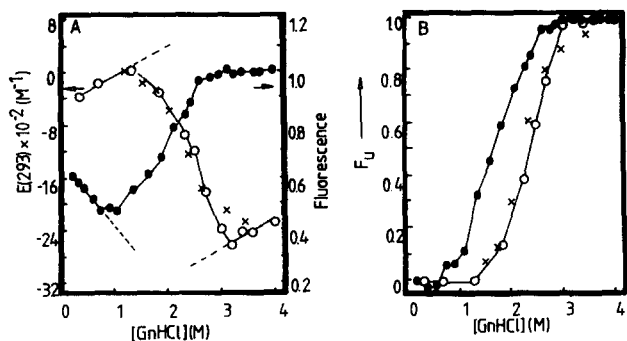 A
E(293) × 10⁻² (M⁻¹)
8
0
-8
-16
-24
-32
1.2
1.0
0.8
0.6
0.4
0.2
Fluorescence
0 1 2 3 4
[GnHCl](M)
B
Fu
1.0
0.8
0.6
0.4
0.2
0
0 1 2 3 4
[GnHCl](M)